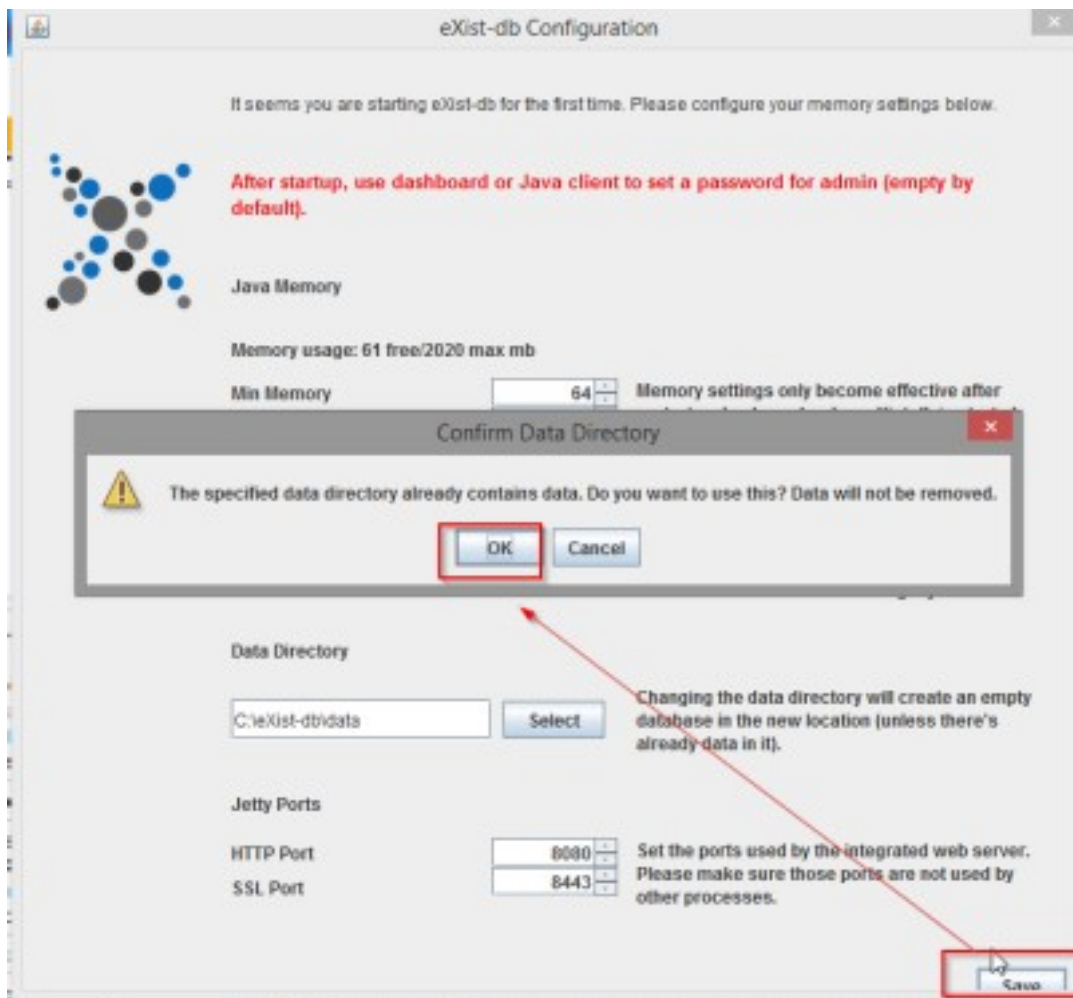 eXist-db Configuration
It seems you are starting eXist-db for the first time. Please configure your memory settings below.
After startup, use dashboard or Java client to set a password for admin (empty by
default).
Java Memory
Memory usage: 61 free/2020 max mb
Min Memory
64
Memory settings only become effective after
Confirm Data Directory
The specified data directory already contains data. Do you want to use this? Data will not be removed.
OK
Cancel
Data Directory
C:\eXist-db\data
Select
Changing the data directory will create an empty
database in the new location (unless there's
already data in it).
Jetty Ports
HTTP Port
8080
SSL Port
8443
Set the ports used by the integrated web server.
Please make sure those ports are not used by
other processes.
Save